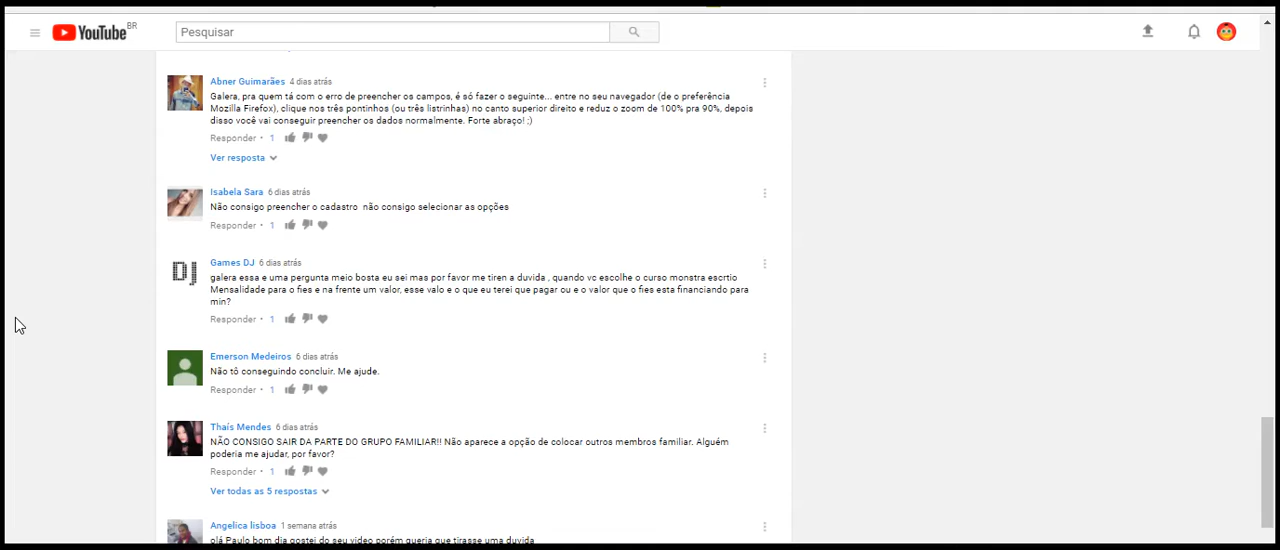 YouTube BR
Pesquisar
Abner Guimarães 4 dias atrás
Galera, pra quem tá com o erro de preencher os campos, é só fazer o seguinte... entre no seu navegador (de o preferência
Mozilla Firefox), clique nos três pontinhos (ou três listrinhas) no canto superior direito e reduz o zoom de 100% pra 90%, depois
disso você vai conseguir preencher os dados normalmente. Forte abraço! ;)
Responder • 1
Ver resposta
Isabela Sara 6 dias atrás
Não consigo preencher o cadastro não consigo selecionar as opções
Responder • 1
DJ
Games DJ 6 dias atrás
galera essa e uma pergunta meio bosta eu sei mas por favor me tiren a duvida , quando vc escolhe o curso monstra escrtio
Mensalidade para o fies e na frente um valor, esse valo e o que eu terei que pagar ou e o valor que o fies esta financiando para
min?
Responder • 1
Emerson Medeiros 6 dias atrás
Não tô conseguindo concluir. Me ajude.
Responder • 1
Thaís Mendes 6 dias atrás
NÃO CONSIGO SAIR DA PARTE DO GRUPO FAMILIAR!! Não aparece a opção de colocar outros membros familiar. Alguém
poderia me ajudar, por favor?
Responder • 1
Ver todas as 5 respostas
Angelica lisboa 1 semana atrás
olá Paulo bom dia gostei do seu video porém queria que tirasse uma duvida